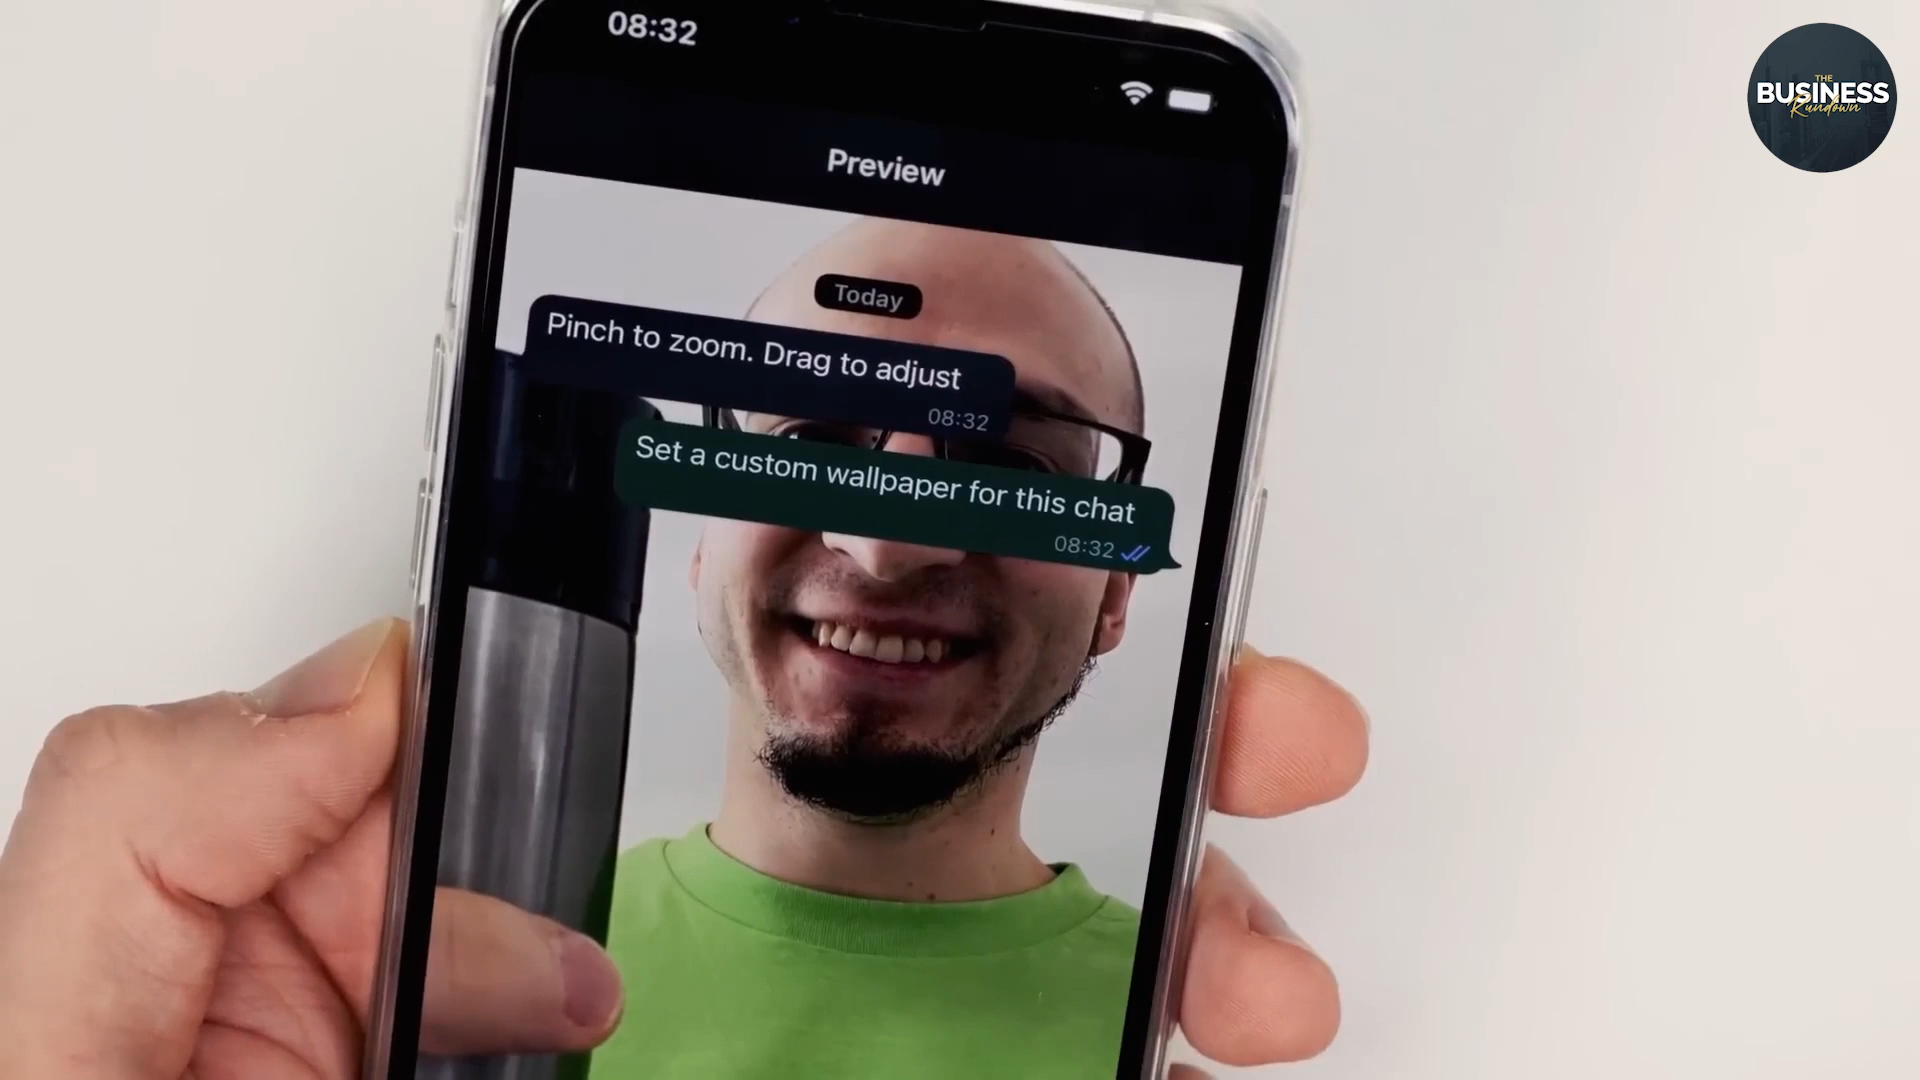 08:32
THE
BUSINESS
Rundown
Preview
Today
Pinch to zoom. Drag to adjust
08:32
Set a custom wallpaper for this chat
08:32